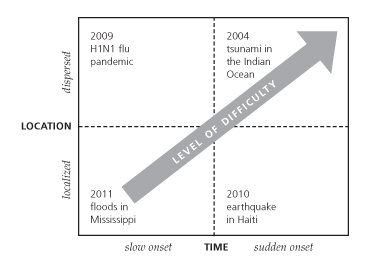 2009
H1N1 flu
pandemic
2004
tsunami in
the Indian
Ocean
dispersed
LEVEL OF DIFFICULTY
LOCATION
localized
2011
floods in
Mississippi
2010
earthquake
in Haiti
slow onset
TIME
sudden onset